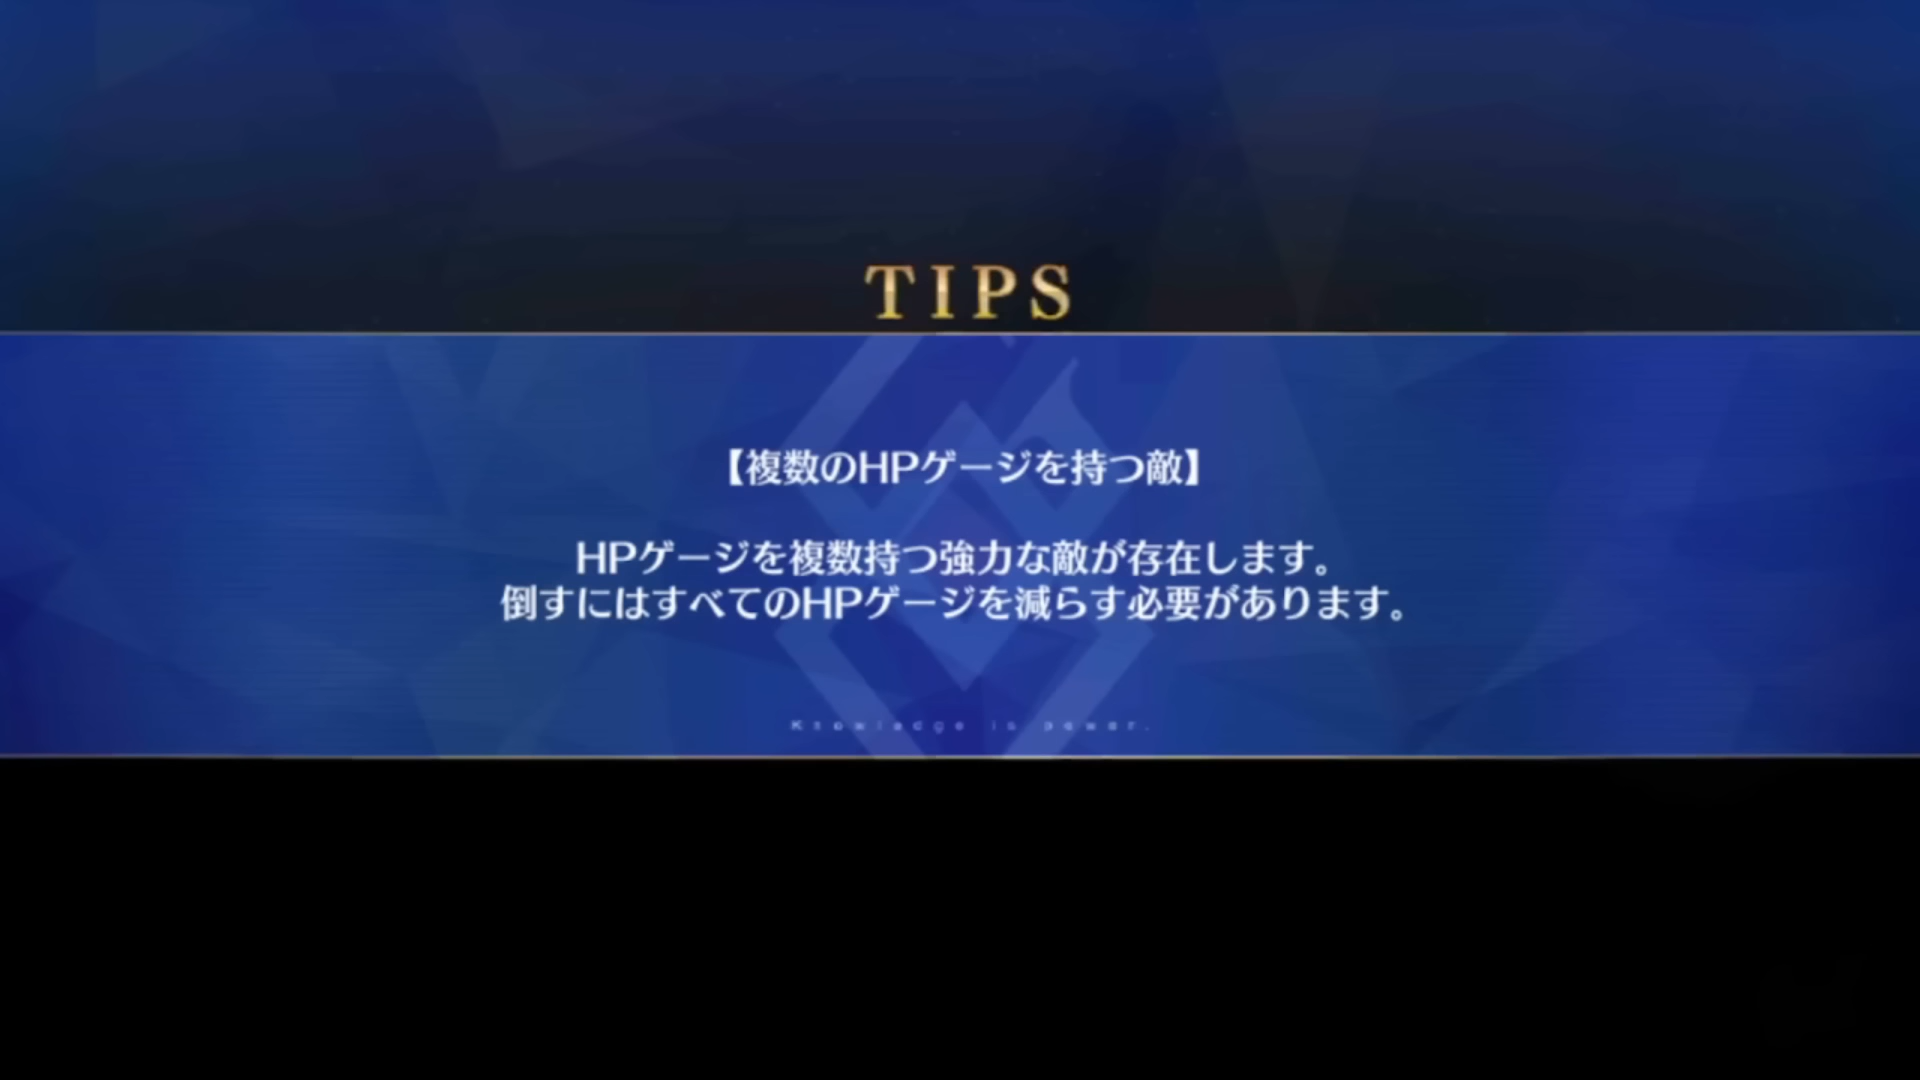 TIPS
【複数のHPゲージを持つ敵】
HPゲージを複数持つ強力な敵が存在します。
倒すにはすべてのHPゲージを減らす必要があります。
Knowledge is power.